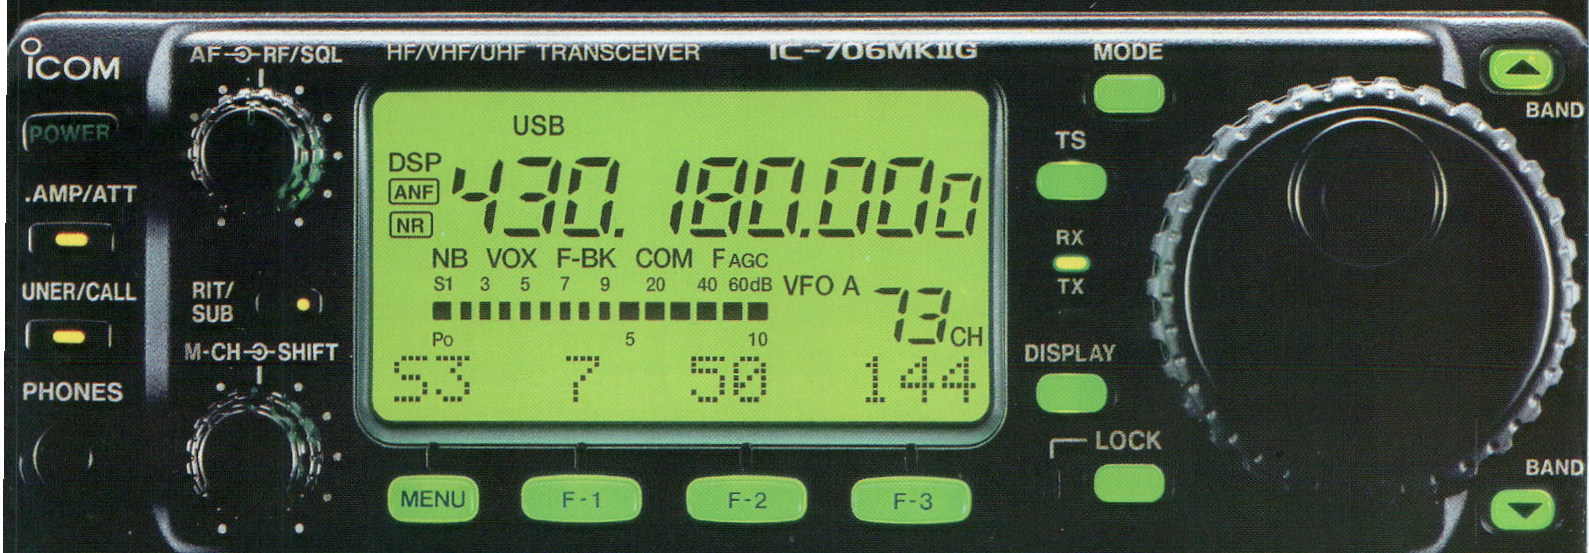 ICOM
AF RF/SQL
HF/VHF/UHF TRANSCEIVER
IC-706MKIIG
MODE
BAND
POWER
TS
.AMP/ATT
USB
DSP
ANF
NR
430.180.000
NB VOX F-BK COM F AGC
RX
TX
UNER/CALL
RIT/
SUB
S1 3 5 7 9 20 40 60dB
VFO A 73 CH
Po 5 10
M-CH SHIFT
DISPLAY
PHONES
S3 7 50 144
LOCK
BAND
MENU F-1 F-2 F-3